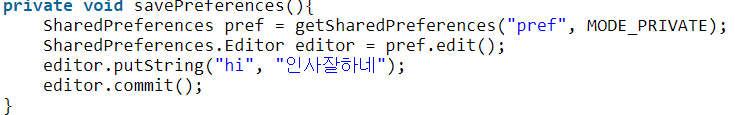 private void savePreferences(){
    SharedPreferences pref = getSharedPreferences("pref", MODE_PRIVATE);
    SharedPreferences.Editor editor = pref.edit();
    editor.putString("hi", "인사잘하네");
    editor.commit();
}